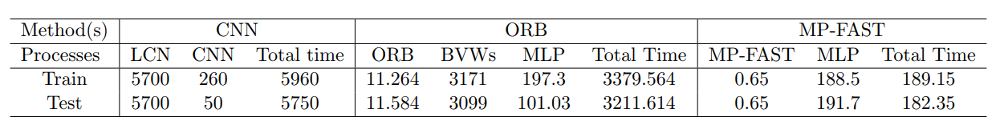 Method(s) CNN ORB MP-FAST
Processes LCN CNN Total time ORB BVWs MLP Total Time MP-FAST MLP Total Time
Train 5700 260 5960 11.264 3171 197.3 3379.564 0.65 188.5 189.15
Test 5700 50 5750 11.584 3099 101.03 3211.614 0.65 191.7 182.35